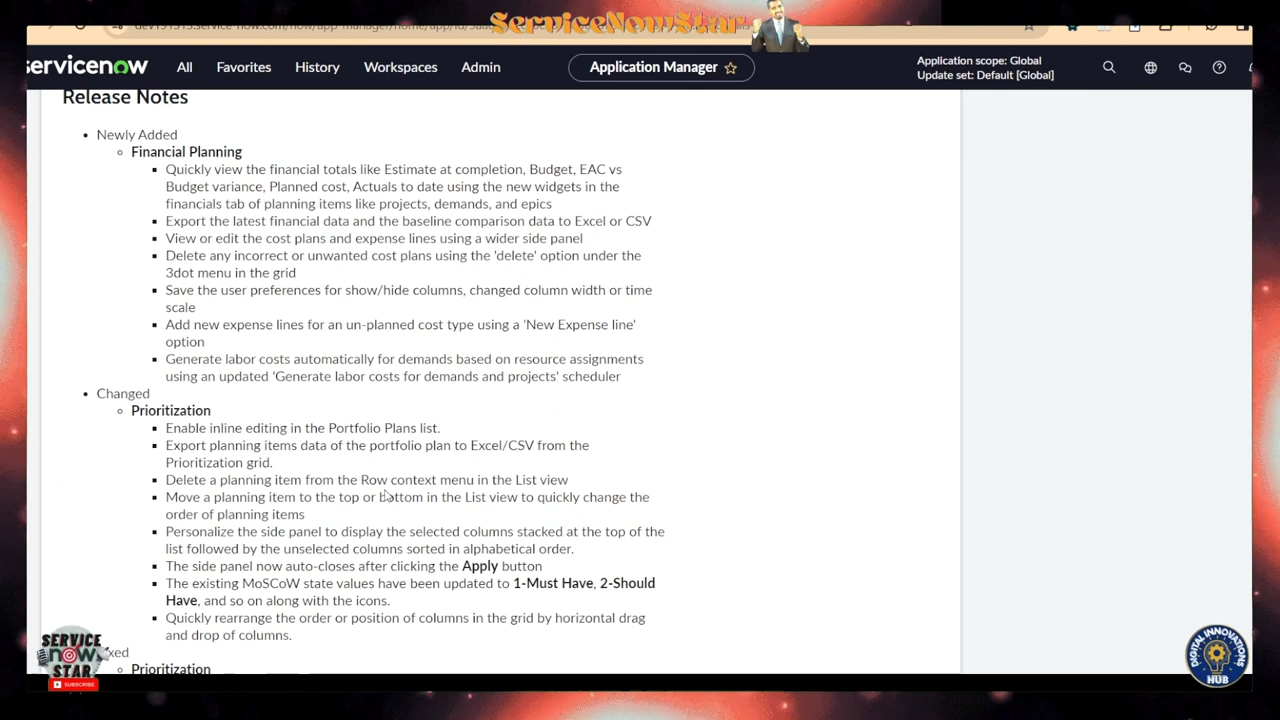 ServiceNowStar
servicenow
All
Favorites
History
Workspaces
Admin
Application Manager
Application scope: Global
Update set: Default [Global]
Release Notes
Newly Added
Financial Planning
Quickly view the financial totals like Estimate at completion, Budget, EAC vs
Budget variance, Planned cost, Actuals to date using the new widgets in the
financials tab of planning items like projects, demands, and epics
Export the latest financial data and the baseline comparison data to Excel or CSV
View or edit the cost plans and expense lines using a wider side panel
Delete any incorrect or unwanted cost plans using the 'delete' option under the
3dot menu in the grid
Save the user preferences for show/hide columns, changed column width or time
scale
Add new expense lines for an un-planned cost type using a 'New Expense line'
option
Generate labor costs automatically for demands based on resource assignments
using an updated 'Generate labor costs for demands and projects' scheduler
Changed
Prioritization
Enable inline editing in the Portfolio Plans list.
Export planning items data of the portfolio plan to Excel/CSV from the
Prioritization grid.
Delete a planning item from the Row context menu in the List view
Move a planning item to the top or bottom in the List view to quickly change the
order of planning items
Personalize the side panel to display the selected columns stacked at the top of the
list followed by the unselected columns sorted in alphabetical order.
The side panel now auto-closes after clicking the Apply button
The existing MoSCoW state values have been updated to 1-Must Have, 2-Should
Have, and so on along with the icons.
Quickly rearrange the order or position of columns in the grid by horizontal drag
and drop of columns.
Prioritization
SERVICE
now
STAR
SUBSCRIBE
DIGITAL INNOVATIONS
HUB